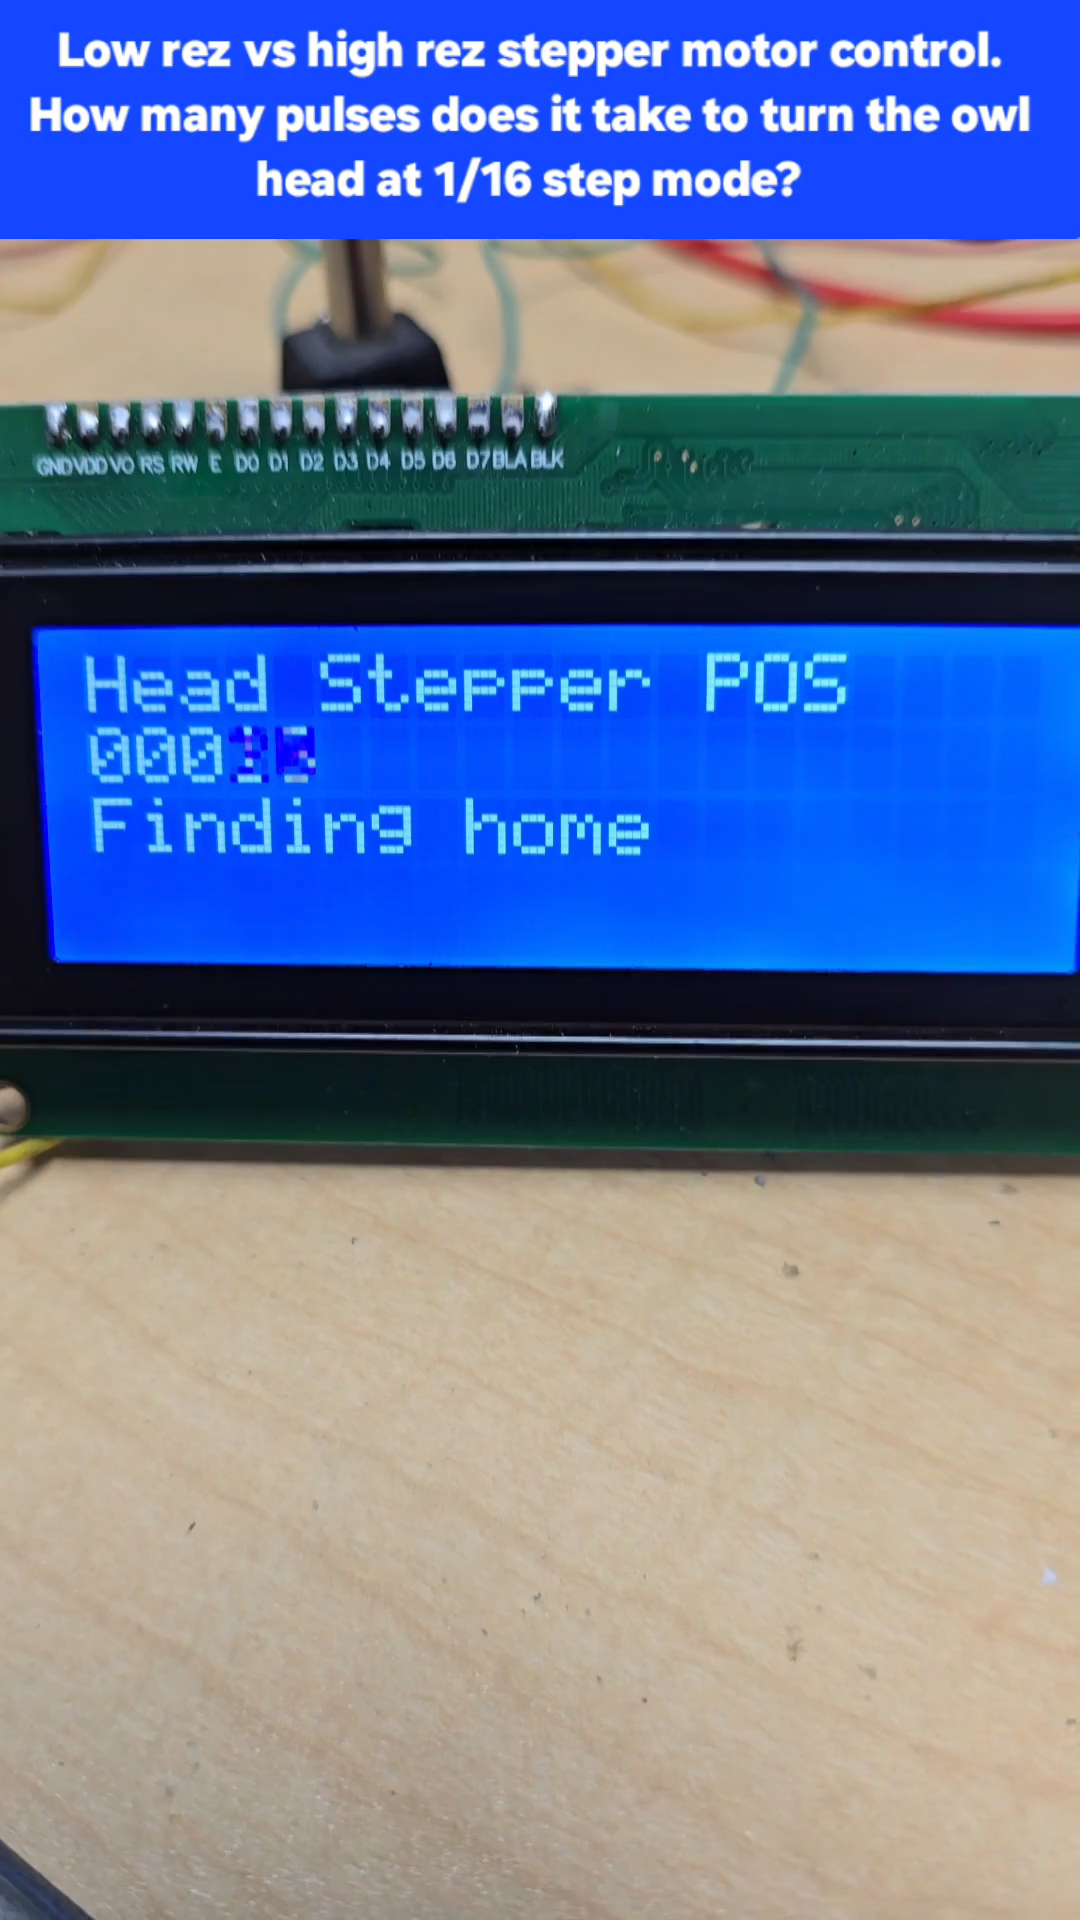 Low rez vs high rez stepper motor control.
How many pulses does it take to turn the owl
head at 1/16 step mode?
GND VDD VO RS RW E D0 D1 D2 D3 D4 D5 D6 D7 BLA BLK
Head Stepper POS
Finding home